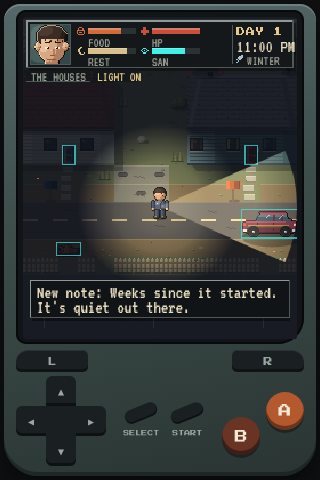 DAY 1
FOOD HP
11:00 PM
REST SAN
WINTER
THE HOUSES LIGHT ON
New note: Weeks since it started.
It's quiet out there.
L R
A
B
SELECT START